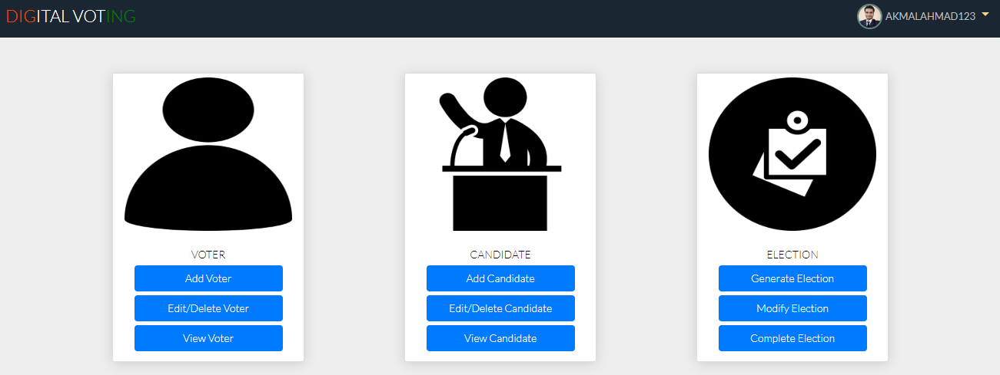 DIGITAL VOTING
AKMALAHMAD123
VOTER
Add Voter
Edit/Delete Voter
View Voter
CANDIDATE
Add Candidate
Edit/Delete Candidate
View Candidate
ELECTION
Generate Election
Modify Election
Complete Election